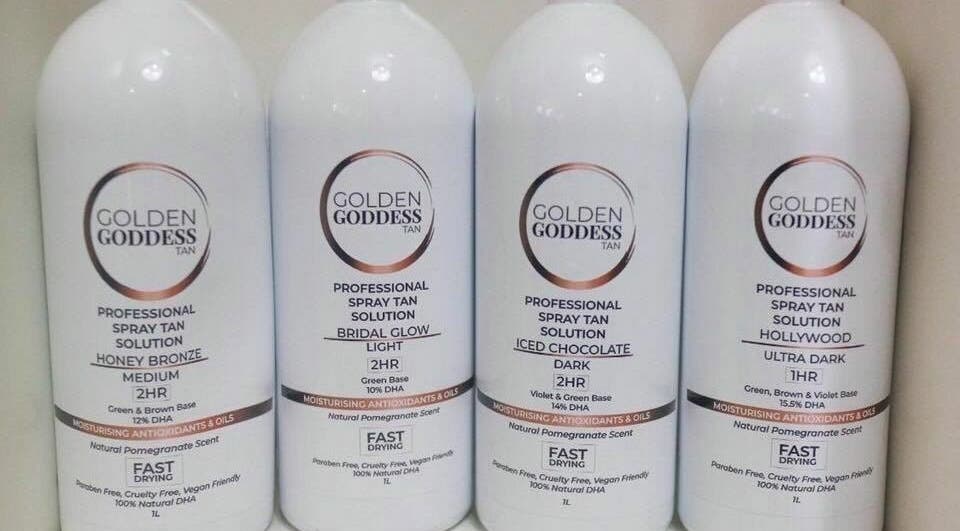 GOLDEN
GODDESS
TAN
PROFESSIONAL
SPRAY TAN
SOLUTION
HONEY BRONZE
MEDIUM
2HR
Green & Brown Base
12% DHA
MOISTURISING ANTIOXIDANTS & OILS
Natural Pomegranate Scent
FAST
DRYING
Paraben Free, Cruelty Free, Vegan Friendly
100% Natural DHA
1L
GOLDEN
GODDESS
TAN
PROFESSIONAL
SPRAY TAN
SOLUTION
BRIDAL GLOW
LIGHT
2HR
Green Base
10% DHA
MOISTURISING ANTIOXIDANTS & OILS
Natural Pomegranate Scent
FAST
DRYING
Paraben Free, Cruelty Free, Vegan Friendly
100% Natural DHA
1L
GOLDEN
GODDESS
TAN
PROFESSIONAL
SPRAY TAN
SOLUTION
ICED CHOCOLATE
DARK
2HR
Violet & Green Base
14% DHA
MOISTURISING ANTIOXIDANTS & OILS
Natural Pomegranate Scent
FAST
DRYING
Paraben Free, Cruelty Free, Vegan Friendly
100% Natural DHA
1L
GOLDEN
GODDESS
TAN
PROFESSIONAL
SPRAY TAN
SOLUTION
HOLLYWOOD
ULTRA DARK
1HR
Green, Brown & Violet Base
15.5% DHA
MOISTURISING ANTIOXIDANTS & OILS
Natural Pomegranate Scent
FAST
DRYING
Paraben Free, Cruelty Free, Vegan Friendly
100% Natural DHA
1L